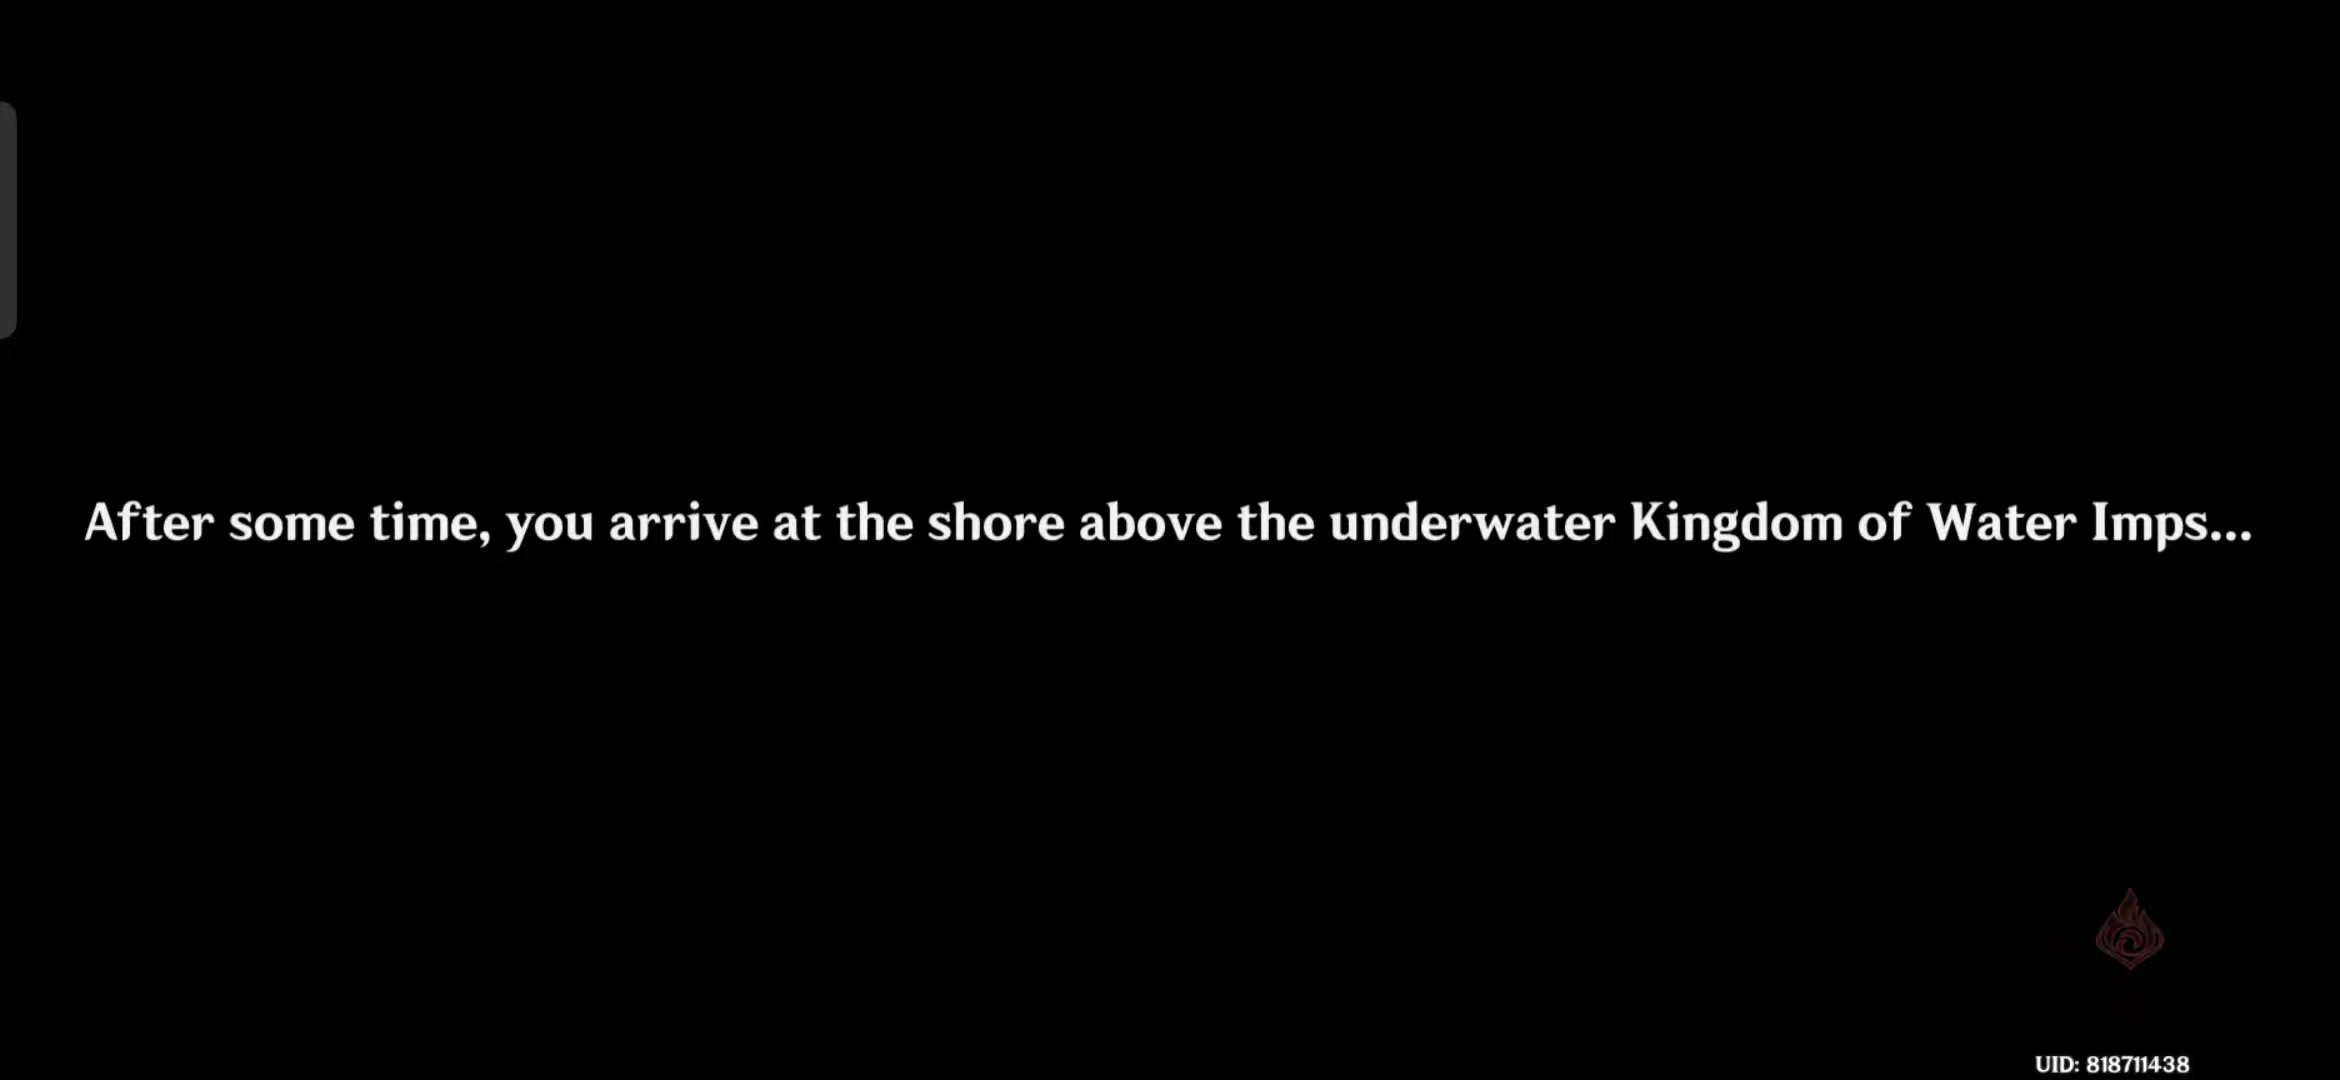 After some time, you arrive at the shore above the underwater Kingdom of Water Imps...
UID: 818711438